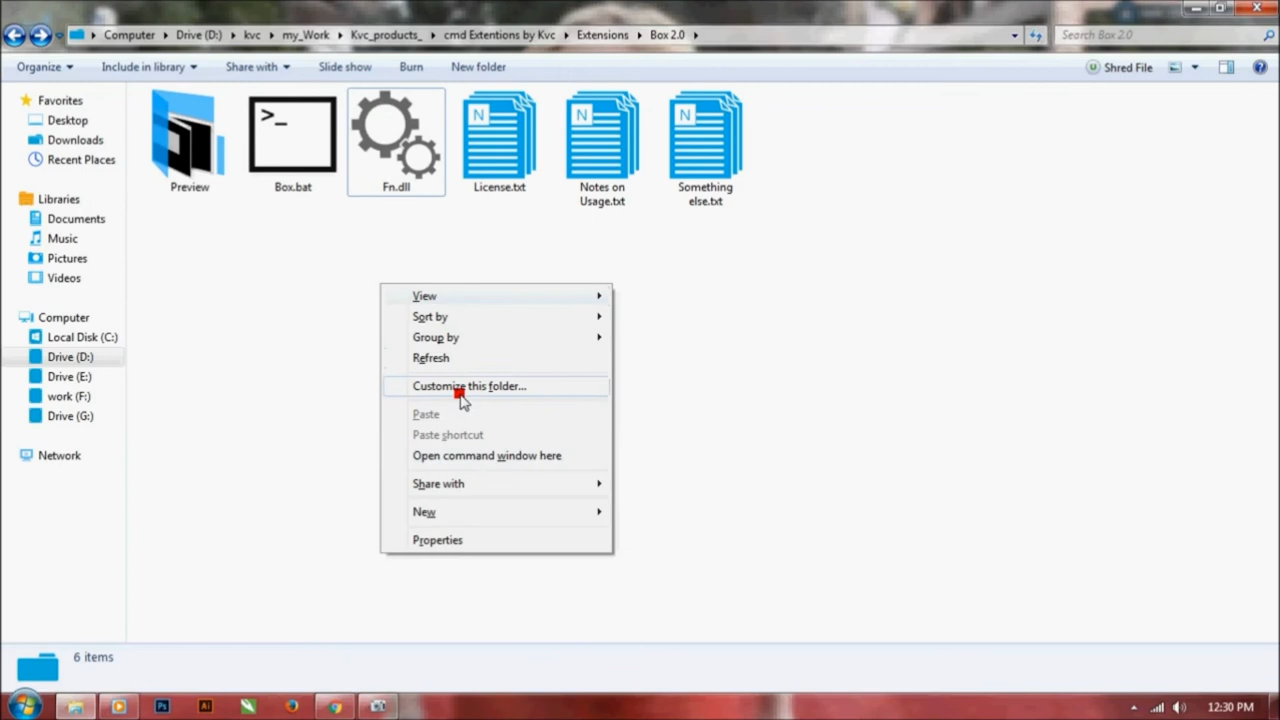 Computer ▸ Drive (D:) ▸ kvc ▸ my_Work ▸ Kvc_products_ ▸ cmd Extentions by Kvc ▸ Extensions ▸ Box 2.0 ▸
Search Box 2.0
Organize Include in library Share with Slide show Burn New folder Shred File
Favorites
Desktop
Downloads
Recent Places
Libraries
Documents
Music
Pictures
Videos
Computer
Local Disk (C:)
Drive (D:)
Drive (E:)
work (F:)
Drive (G:)
Network
>_
N
N
N
Preview
Box.bat
Fn.dll
License.txt
Notes on
Usage.txt
Something
else.txt
View
Sort by
Group by
Refresh
Customize this folder...
Paste
Paste shortcut
Open command window here
Share with
New
Properties
6 items
Ps
Ai
12:30 PM